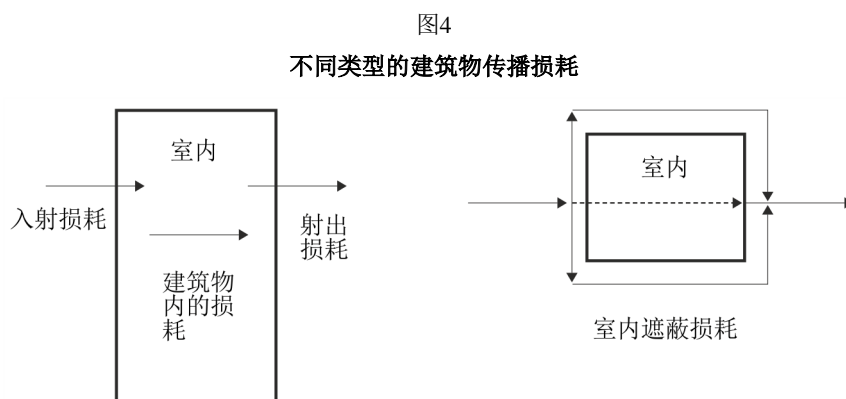 图4
不同类型的建筑物传播损耗
室内
入射损耗
射出
损耗
建筑物
内的损
耗
室内
室内遮蔽损耗